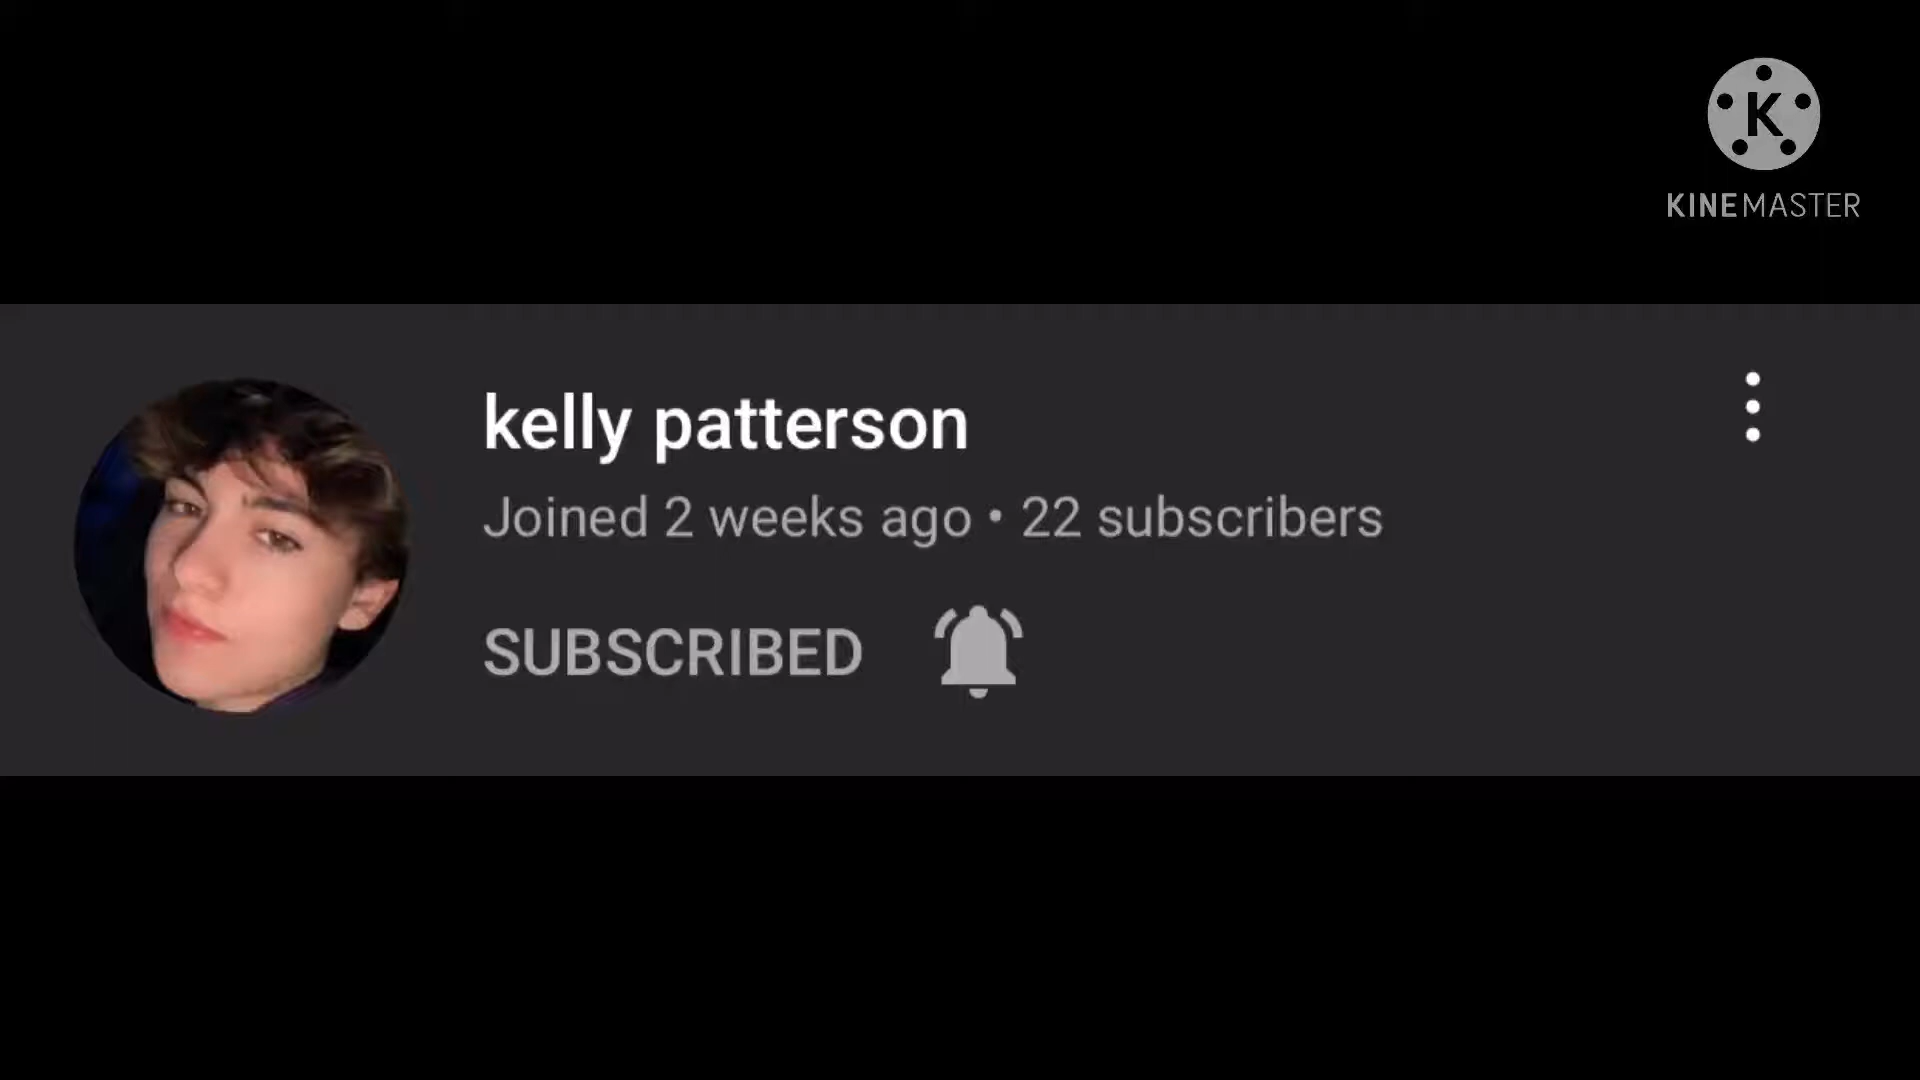 K
KINEMASTER
kelly patterson
Joined 2 weeks ago • 22 subscribers
SUBSCRIBED